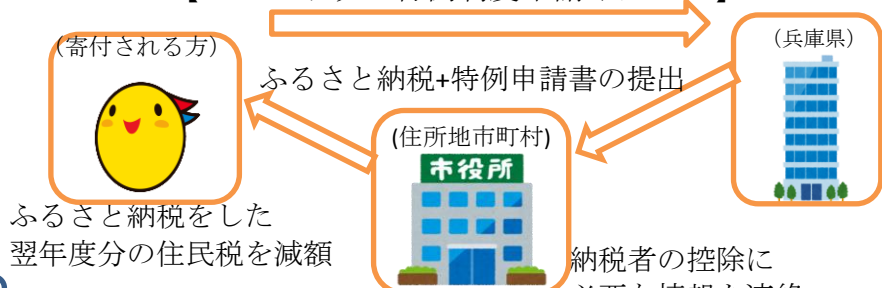 (寄付される方)
(兵庫県)
ふるさと納税+特例申請書の提出
(住所地市町村)
市役所
ふるさと納税をした
翌年度分の住民税を減額
納税者の控除に